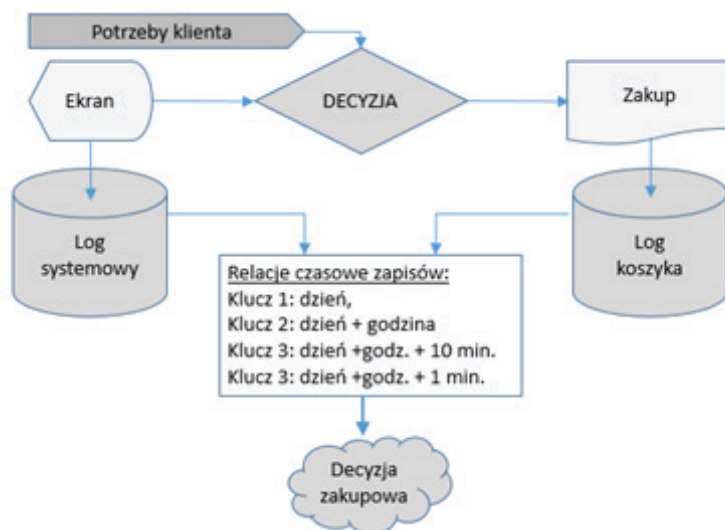 Potrzeby klienta
Ekran
DECYZJA
Zakup
Log
systemowy
Log
koszyka
Relacje czasowe zapisów:
Klucz 1: dzień,
Klucz 2: dzień + godzina
Klucz 3: dzień +godz. + 10 min.
Klucz 3: dzień +godz. + 1 min.
Decyzja
zakupowa